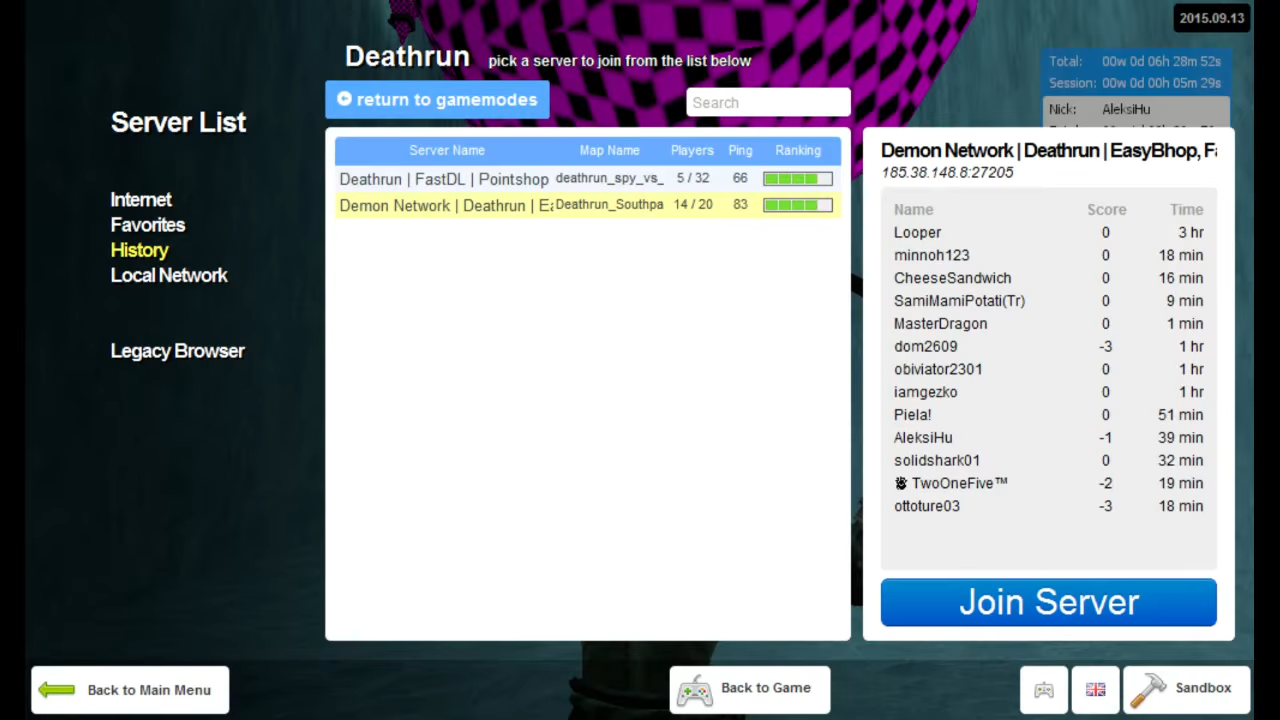 2015.09.13
Deathrun pick a server to join from the list below
Total: 00w 0d 06h 28m 52s
Session: 00w 0d 00h 05m 29s
return to gamemodes
Search
Nick: AleksiHu
Server List
Internet
Favorites
History
Local Network
Legacy Browser
Server Name Map Name Players Ping Ranking
Deathrun | FastDL | Pointshop deathrun_spy_vs_ 5 / 32 66
Demon Network | Deathrun | Ea Deathrun_Southpa 14 / 20 83
Demon Network | Deathrun | EasyBhop, Fa
185.38.148.8:27205
Name Score Time
Looper 0 3 hr
minnoh123 0 18 min
CheeseSandwich 0 16 min
SamiMamiPotati(Tr) 0 9 min
MasterDragon 0 1 min
dom2609 -3 1 hr
obiviator2301 0 1 hr
iamgezko 0 1 hr
Piela! 0 51 min
AleksiHu -1 39 min
solidshark01 0 32 min
TwoOneFive™ -2 19 min
ottoture03 -3 18 min
Join Server
Back to Main Menu
Back to Game
Sandbox